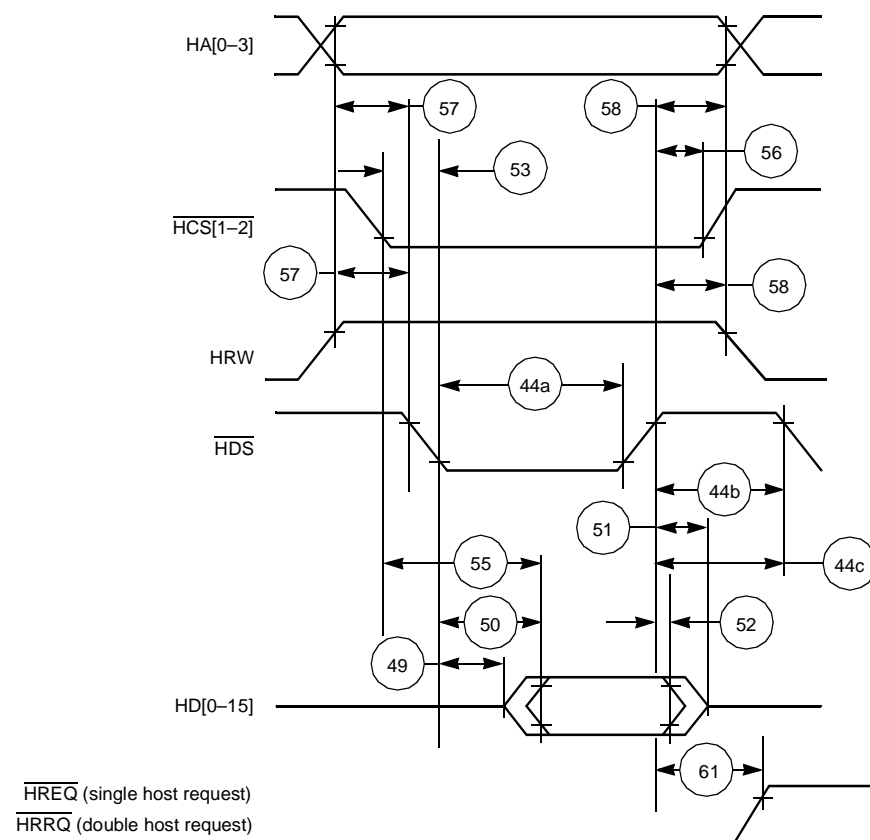 HA[0–3]
57
58
56
53
HCS[1–2]
57
58
HRW
44a
HDS
44b
51
55
44c
50
52
49
HD[0–15]
61
HREQ (single host request)
HRRQ (double host request)